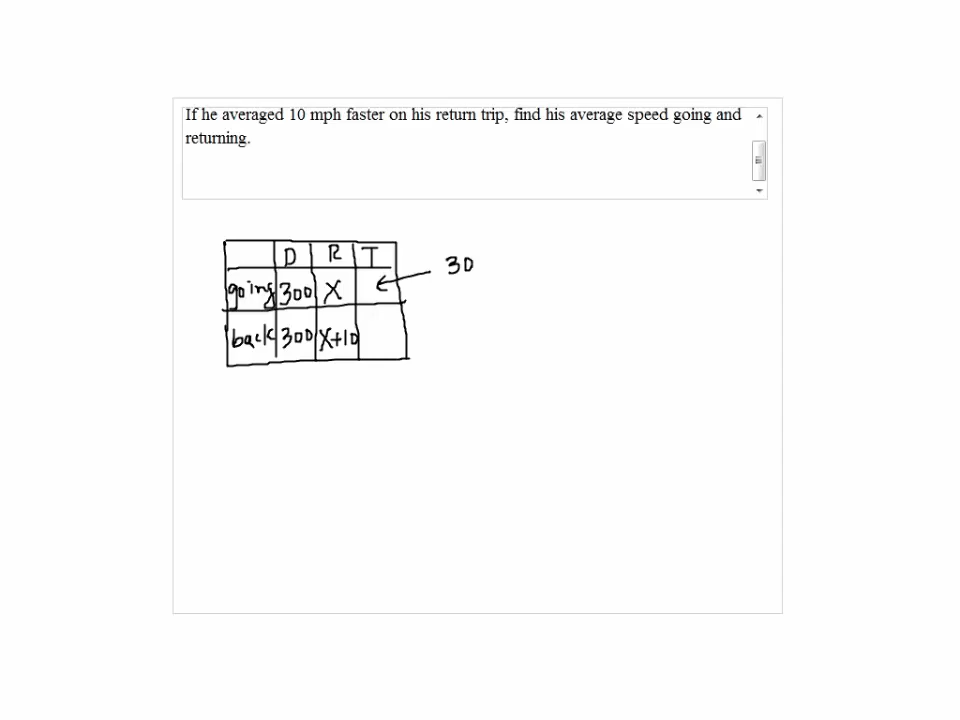 If he averaged 10 mph faster on his return trip, find his average speed going and
returning.
D R T
going 300 X
30
back 300 X+10